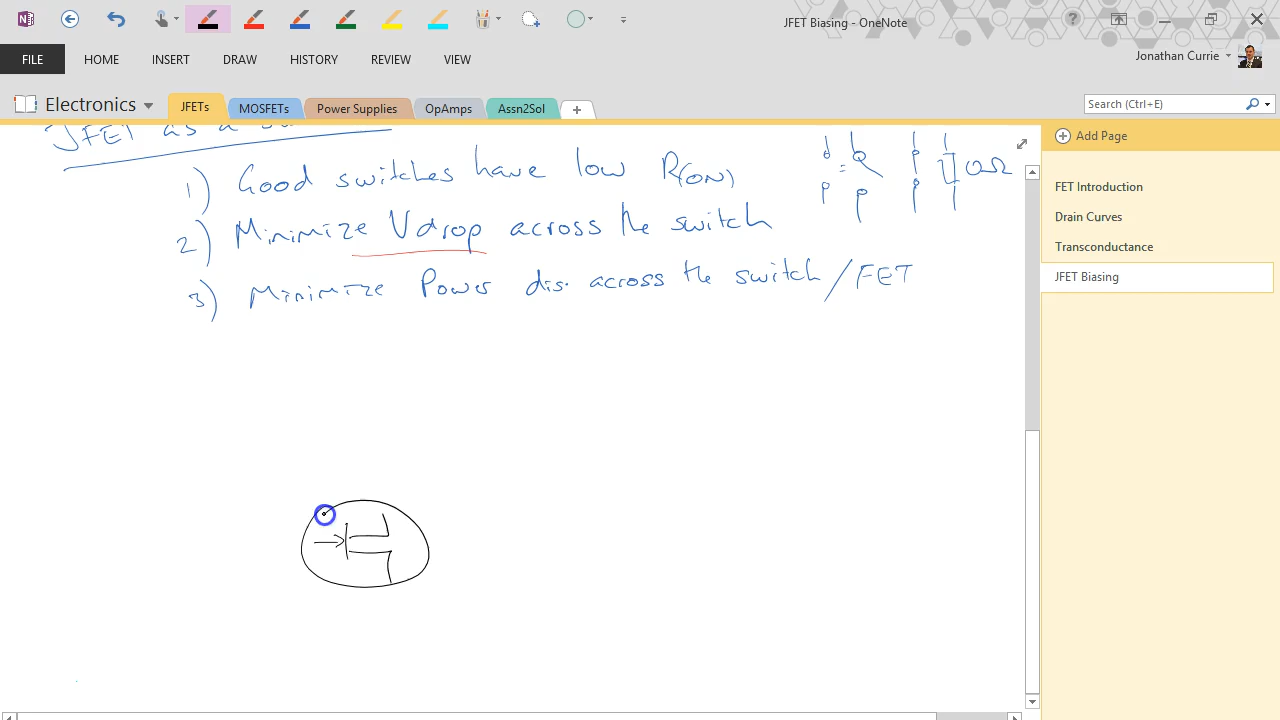 JFET Biasing - OneNote
FILE HOME INSERT DRAW HISTORY REVIEW VIEW
Jonathan Currie
Electronics JFETs MOSFETs Power Supplies OpAmps Assn2Sol
Search (Ctrl+E)
Add Page
FET Introduction
Drain Curves
Transconductance
JFET Biasing
JFET as a
1) Good switches have low R(ON)
2) Minimize Vdrop across the switch
3) Minimize Power dis. across the switch/FET
0Ω